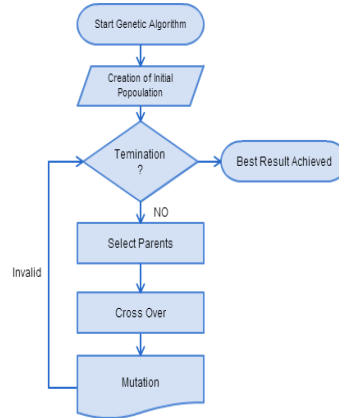 Start Genetic Algorithm
Creation of Initial
Popoulation
Temination
?
Best Result Achieved
NO
Select Parents
Invalid
Cross Over
Mutation